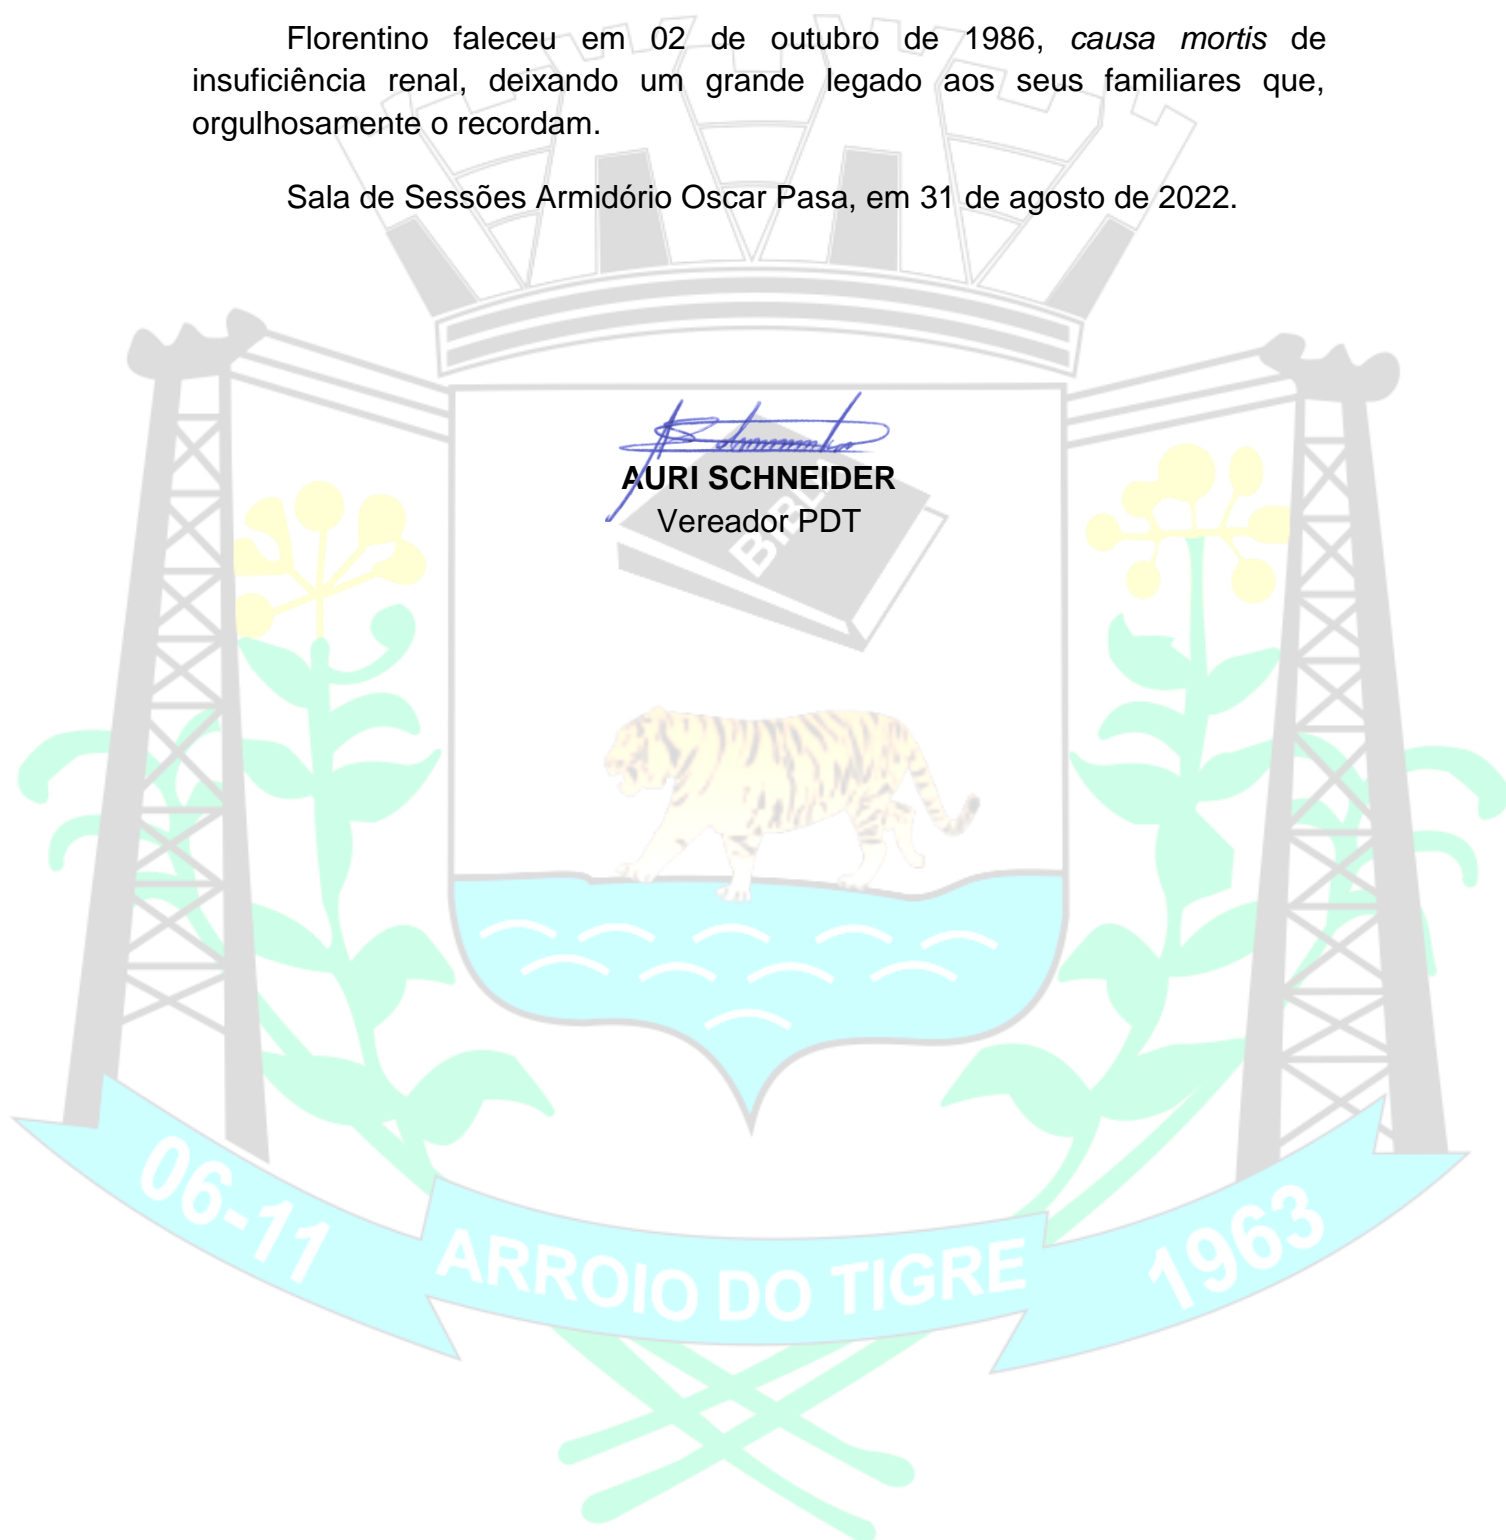 Florentino faleceu em 02 de outubro de 1986, causa mortis de
insuficiência renal, deixando um grande legado aos seus familiares que,
orgulhosamente o recordam.
Sala de Sessões Armidório Oscar Pasa, em 31 de agosto de 2022.
AURI SCHNEIDER
Vereador PDT
BIBLIA
06-11
ARROIO DO TIGRE
1963